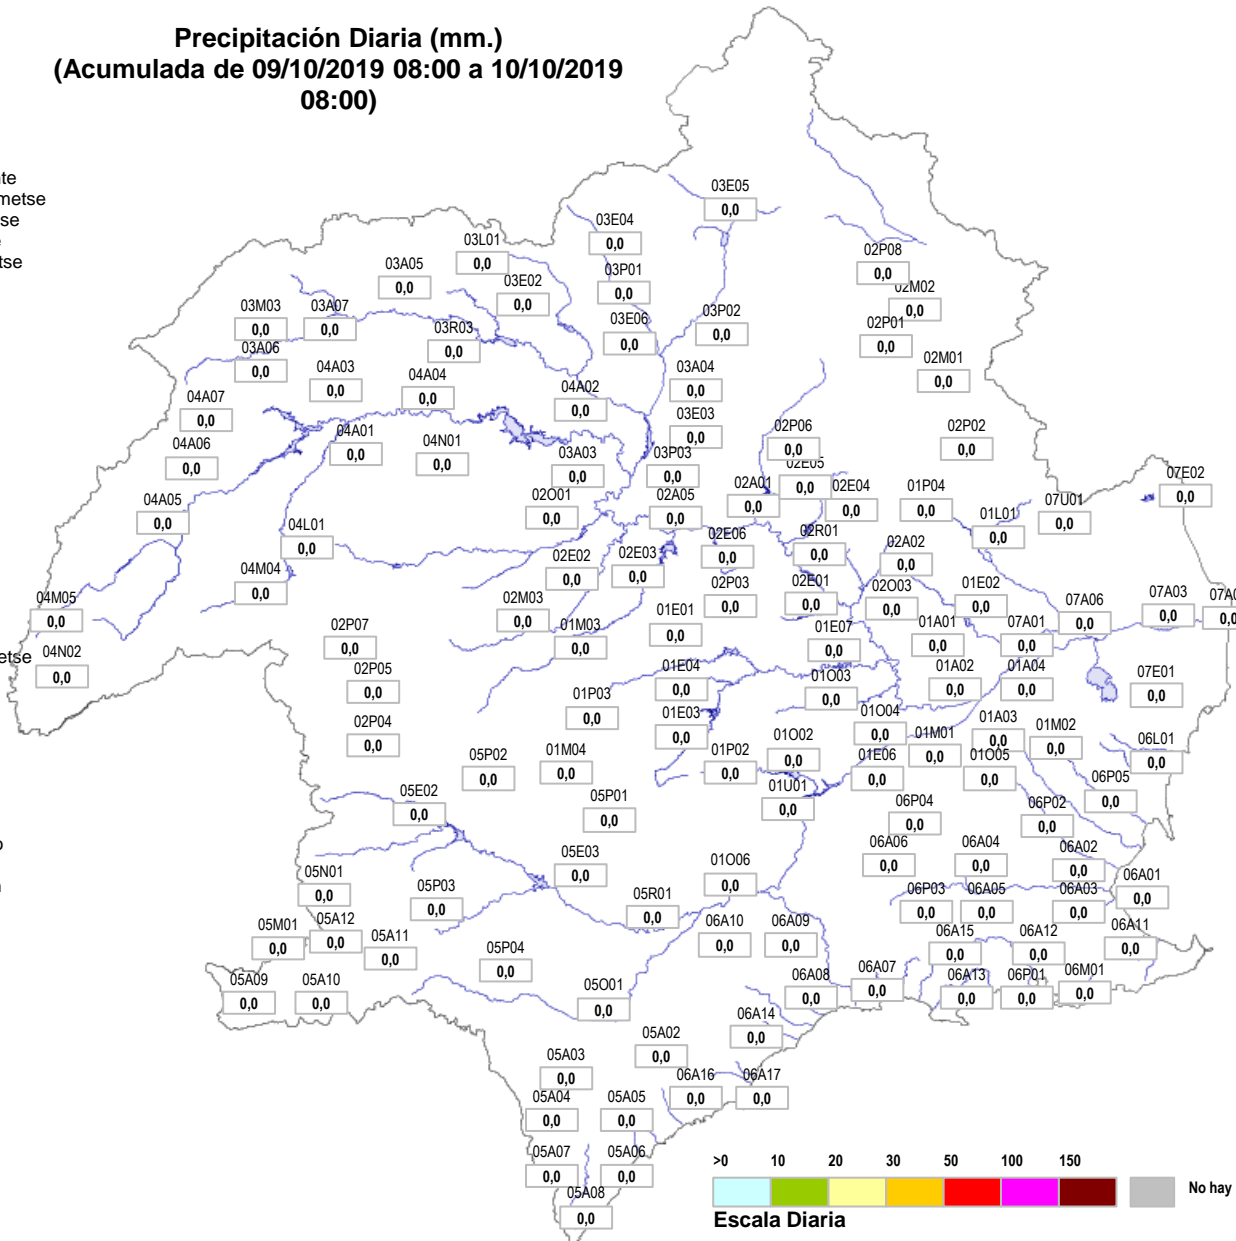 Precipitación Diaria (mm.)
(Acumulada de 09/10/2019 08:00 a 10/10/2019
08:00)
nte
metse
se
e
tse
etse
o
n
03E05
0,0
03E04
0,0
03L01
0,0
02P08
0,0
03A05
0,0
03E02
0,0
03P01
0,0
02M02
0,0
03M03
0,0
03A07
0,0
03R03
0,0
03E06
0,0
03P02
0,0
02P01
0,0
03A06
0,0
04A03
0,0
04A04
0,0
04A02
0,0
03A04
0,0
02M01
0,0
04A07
0,0
03E03
0,0
04A01
0,0
04N01
0,0
02P06
0,0
02P02
0,0
04A06
0,0
03A03
0,0
03P03
0,0
02E05
0,0
07E02
0,0
04A05
0,0
02O01
0,0
02A05
0,0
02A01
0,0
02E04
0,0
01P04
0,0
01L01
0,0
07U01
0,0
04L01
0,0
02E06
0,0
02R01
0,0
02A02
0,0
04M04
0,0
02E02
0,0
02E03
0,0
02E01
0,0
02O03
0,0
01E02
0,0
04M05
0,0
02M03
0,0
02P03
0,0
07A06
0,0
07A03
0,0
07A0
0,0
02P07
0,0
01M03
0,0
01E01
0,0
01E07
0,0
01A01
0,0
07A01
0,0
04N02
0,0
02P05
0,0
01E04
0,0
01O03
0,0
01A02
0,0
01A04
0,0
07E01
0,0
01P03
0,0
02P04
0,0
01E03
0,0
01O04
0,0
01A03
0,0
01M02
0,0
05P02
0,0
01M04
0,0
01P02
0,0
01O02
0,0
01E06
0,0
01M01
0,0
01O05
0,0
06L01
0,0
05E02
0,0
05P01
0,0
01U01
0,0
06P04
0,0
06P02
0,0
06P05
0,0
05E03
0,0
06A06
0,0
06A04
0,0
06A02
0,0
05N01
0,0
05P03
0,0
01O06
0,0
06P03
0,0
06A05
0,0
06A03
0,0
06A01
0,0
05M01
0,0
05A12
0,0
05A11
0,0
05R01
0,0
06A10
0,0
06A09
0,0
06A15
0,0
06A12
0,0
06A11
0,0
05A09
0,0
05A10
0,0
05P04
0,0
05O01
0,0
06A08
0,0
06A07
0,0
06A13
0,0
06P01
0,0
06M01
0,0
05A02
0,0
06A14
0,0
05A03
0,0
06A16
0,0
06A17
0,0
05A04
0,0
05A05
0,0
05A07
0,0
05A06
0,0
05A08
0,0
>0 10 20 30 50 100 150
No hay
Escala Diaria